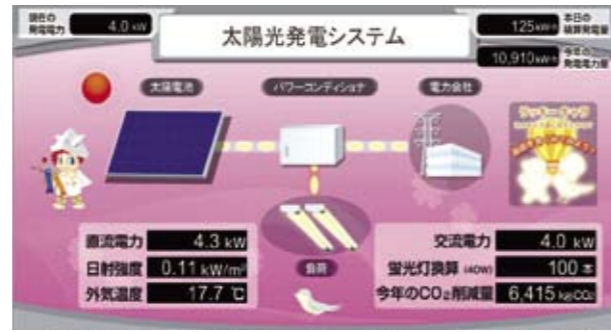 現在の
発電電力
4.0 kW
太陽光発電システム
125 kW·h
本日の
積算発電量
10,910 kW·h
今年の
発電電力量
太陽電池
パワーコンディショナ
電力会社
直流電力 4.3 kW
日射強度 0.11 kW/m²
外気温度 17.7 ℃
負荷
交流電力 4.0 kW
蛍光灯換算 (40W) 100 本
今年のCO₂削減量 6,415 kgCO₂